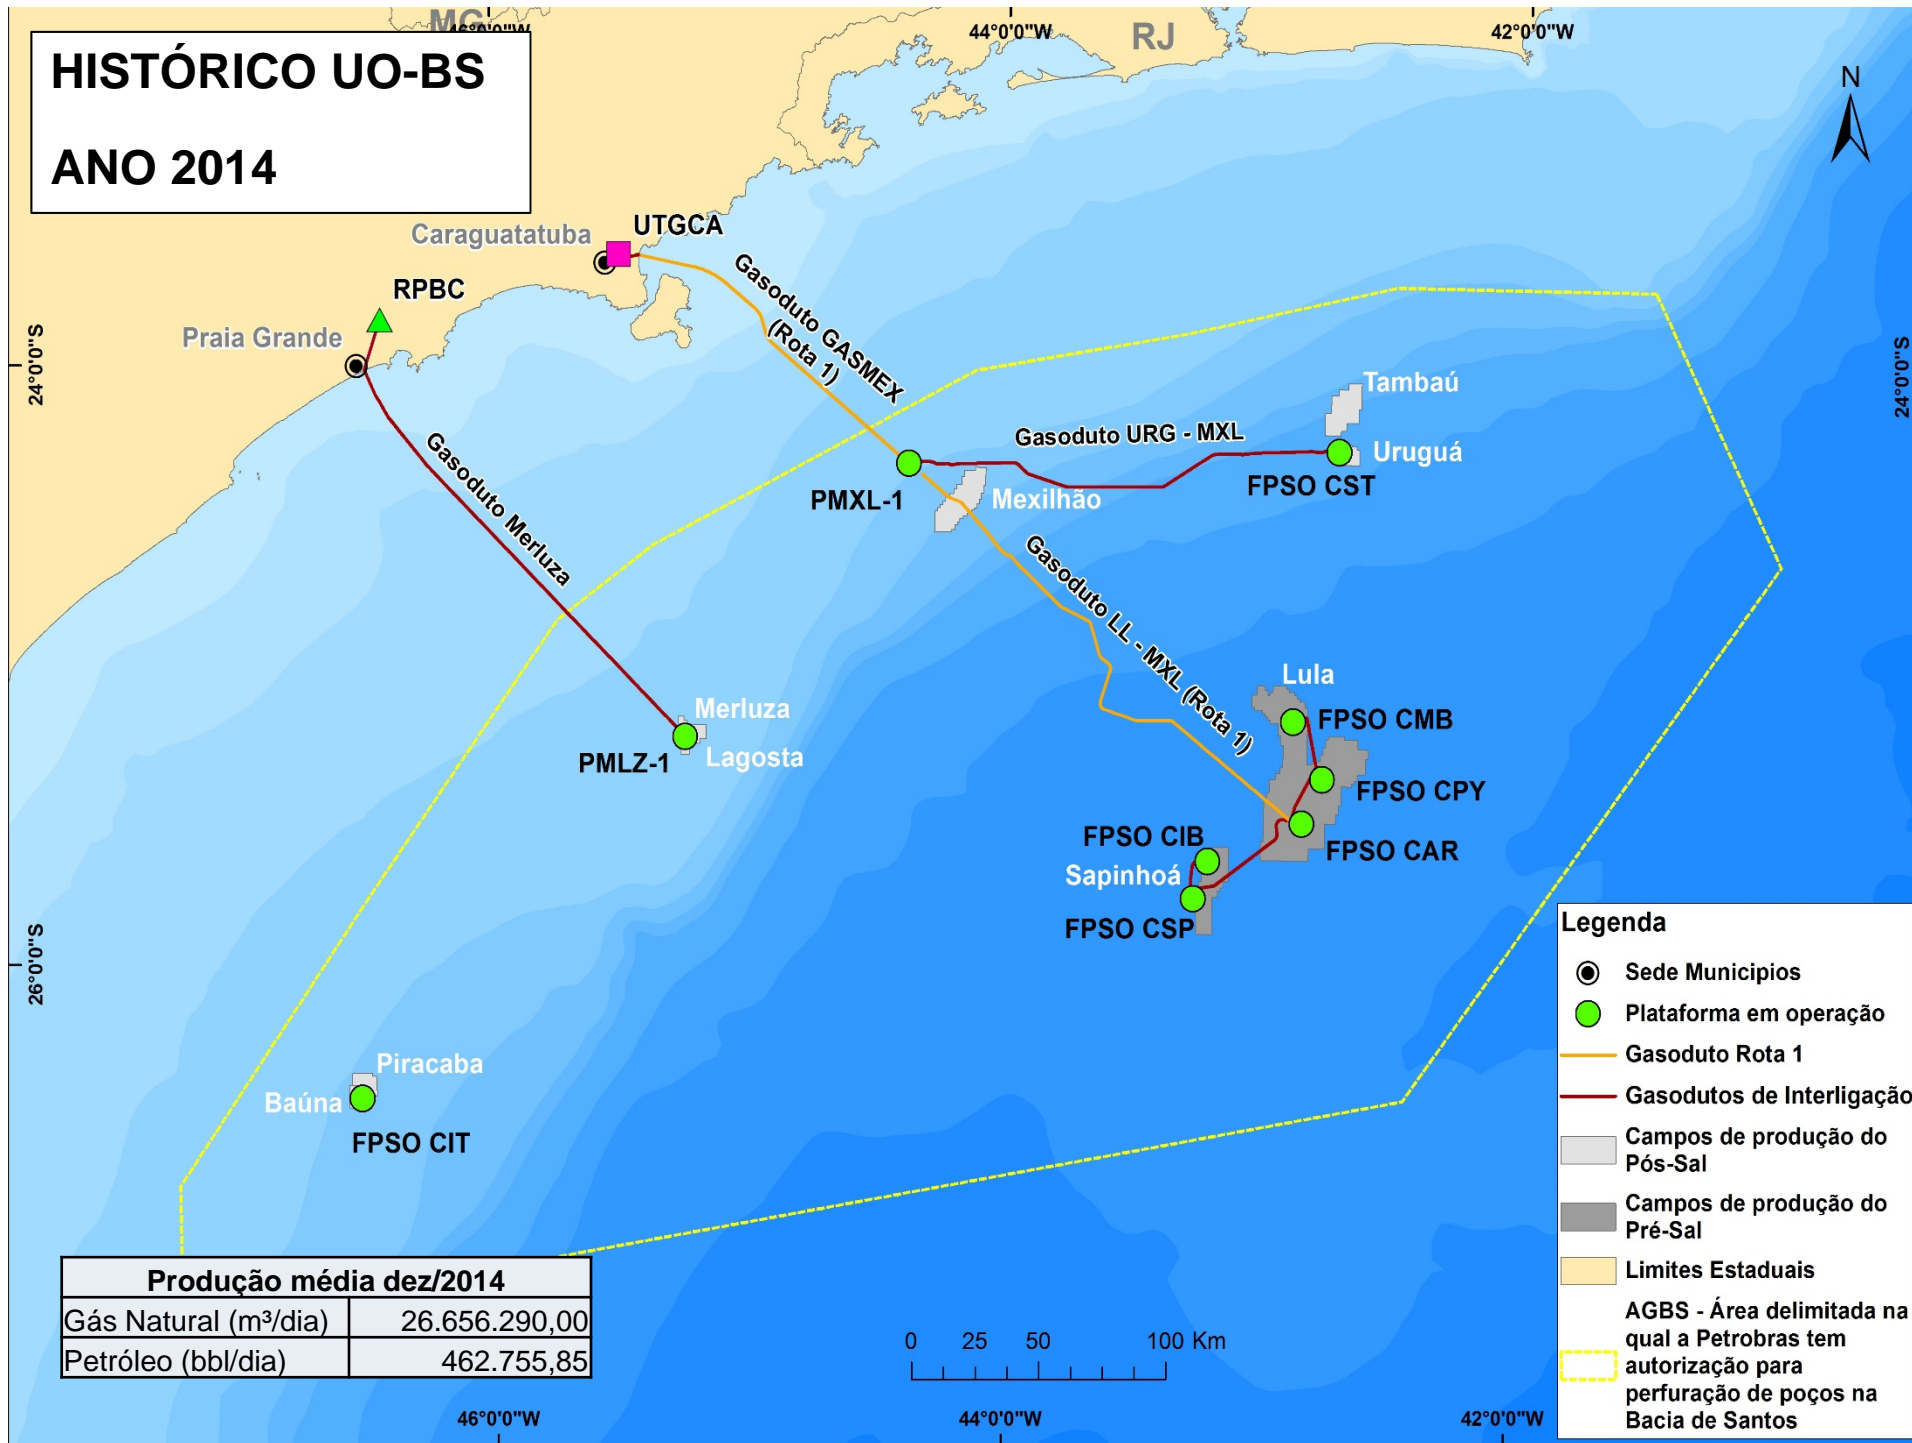 HISTÓRICO UO-BS
ANO 2014
MG
46°0'0"W
44°0'0"W
RJ
42°0'0"W
N
Caraguatatuba
UTGCA
RPBC
Praia Grande
24°0'0"S
24°0'0"S
Gasoduto GASMEX
(Rota 1)
Tambaú
Gasoduto URG - MXL
Uruguá
FPSO CST
PMXL-1
Mexilhão
Gasoduto Merluza
Gasoduto LL - MXL (Rota 1)
Lula
FPSO CMB
Merluza
PMLZ-1
Lagosta
FPSO CPY
FPSO CIB
FPSO CAR
Sapinhoá
FPSO CSP
26°0'0"S
Piracaba
Baúna
FPSO CIT
Legenda
Sede Municipios
Plataforma em operação
Gasoduto Rota 1
Gasodutos de Interligação
Campos de produção do
Pós-Sal
Campos de produção do
Pré-Sal
Limites Estaduais
AGBS - Área delimitada na
qual a Petrobras tem
autorização para
perfuração de poços na
Bacia de Santos
Produção média dez/2014
Gás Natural (m³/dia) 26.656.290,00
Petróleo (bbl/dia) 462.755,85
0 25 50 100 Km
46°0'0"W
44°0'0"W
42°0'0"W